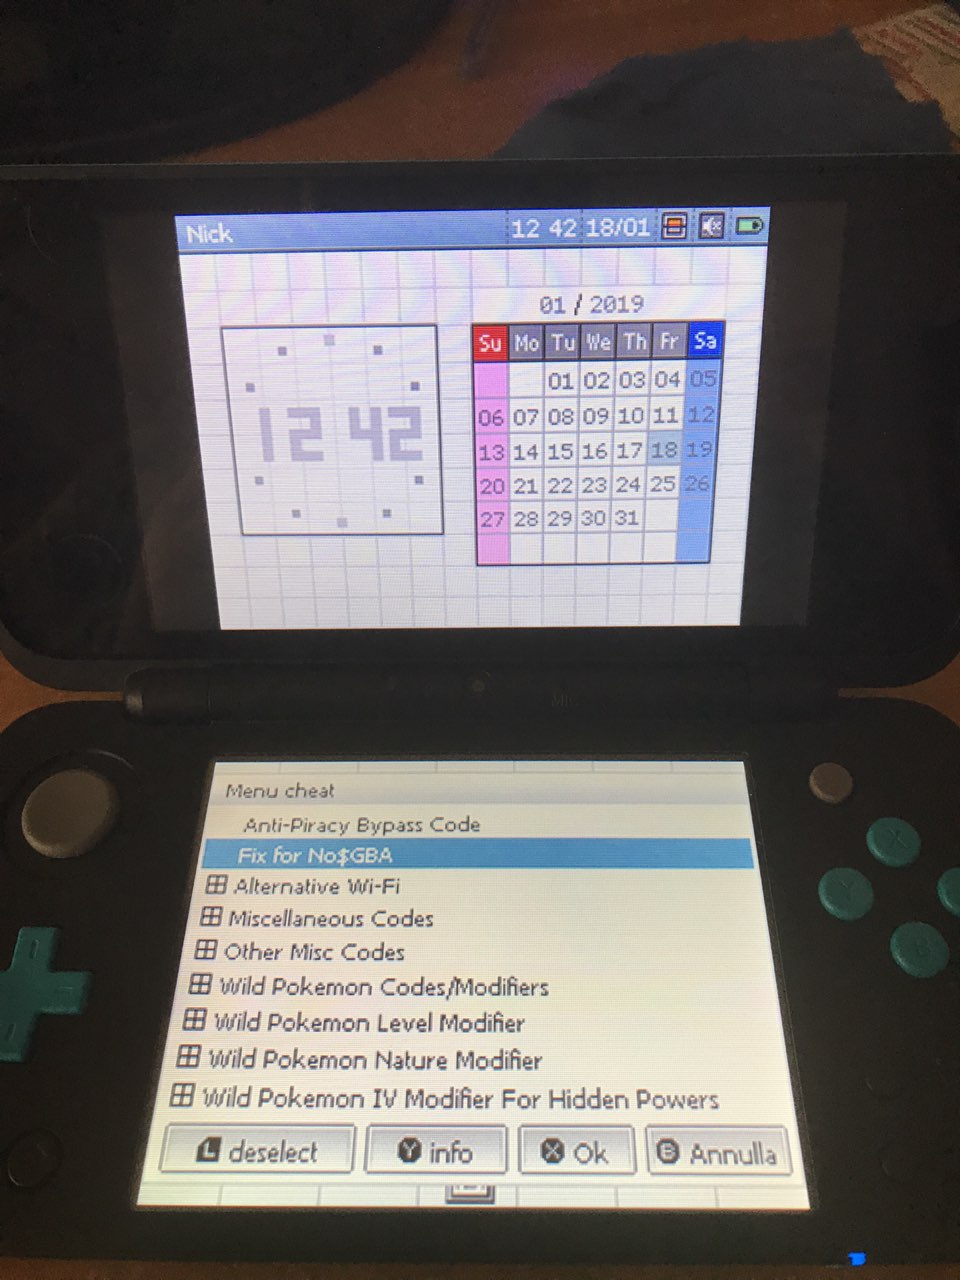 Nick
12 42 18/01
01 / 2019
Su Mo Tu We Th Fr Sa
01 02 03 04 05
12 42
06 07 08 09 10 11 12
13 14 15 16 17 18 19
20 21 22 23 24 25 26
27 28 29 30 31
Menu cheat
Anti-Piracy Bypass Code
Fix for No$GBA
Alternative Wi-Fi
Miscellaneous Codes
Other Misc Codes
Wild Pokemon Codes/Modifiers
Wild Pokemon Level Modifier
Wild Pokemon Nature Modifier
Wild Pokemon IV Modifier For Hidden Powers
L deselect Y info X Ok B Annulla